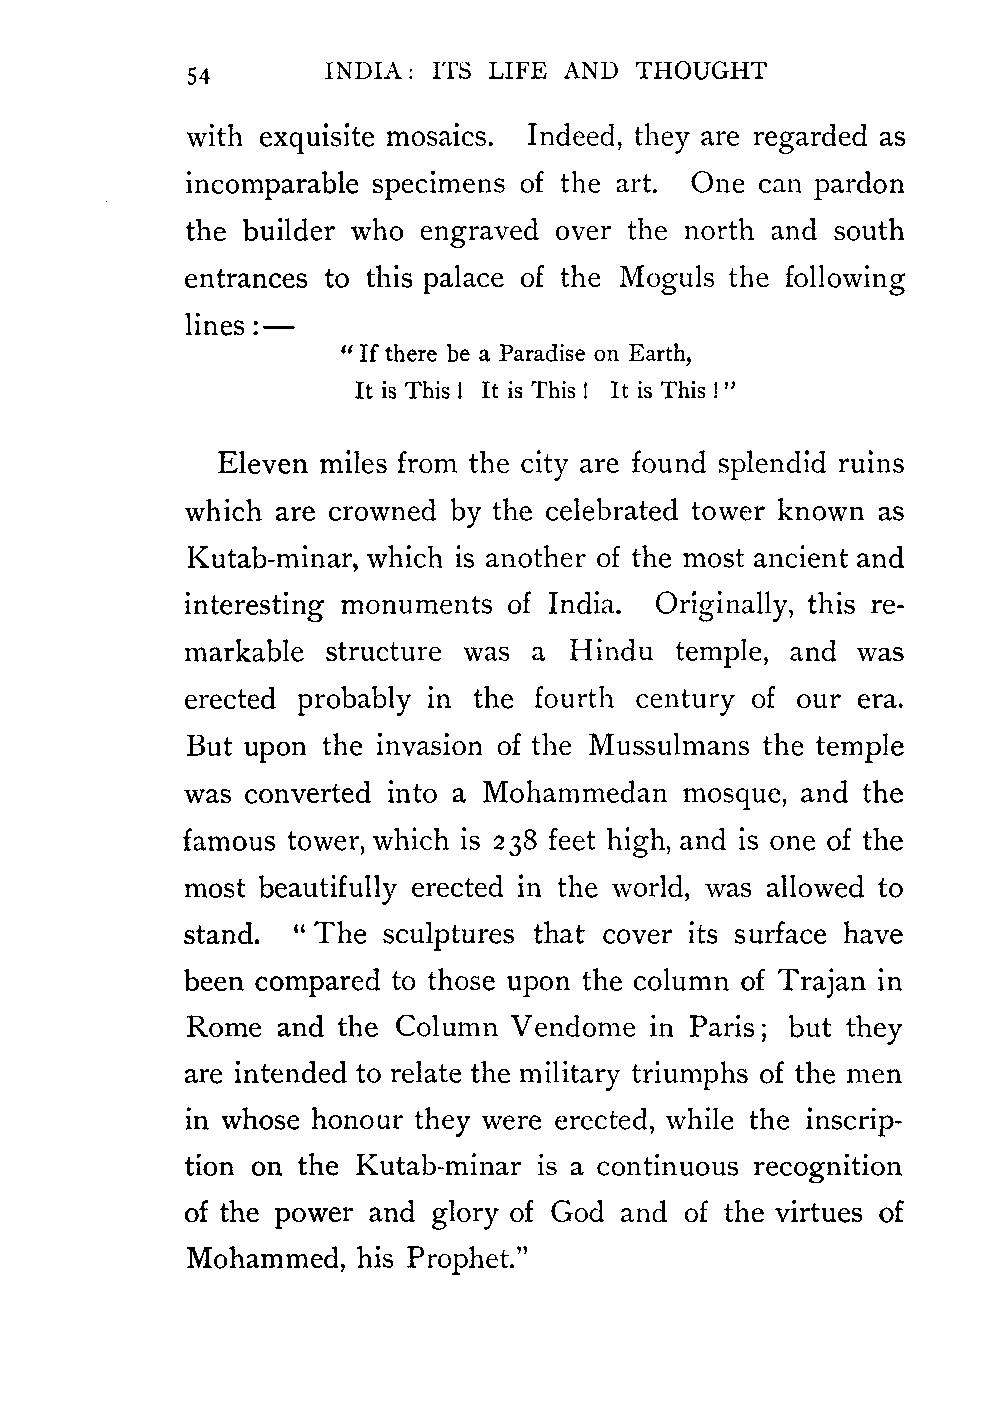 54 INDIA: ITS LIFE AND THOUGHT
with exquisite mosaics. Indeed, they are regarded as
incomparable specimens of the art. One can pardon
the builder who engraved over the north and south
entrances to this palace of the Moguls the following
lines :—
“ If there be a Paradise on Earth,
It is This ! It is This ! It is This ! ”
Eleven miles from the city are found splendid ruins
which are crowned by the celebrated tower known as
Kutab-minar, which is another of the most ancient and
interesting monuments of India. Originally, this re-
markable structure was a Hindu temple, and was
erected probably in the fourth century of our era.
But upon the invasion of the Mussulmans the temple
was converted into a Mohammedan mosque, and the
famous tower, which is 238 feet high, and is one of the
most beautifully erected in the world, was allowed to
stand. “ The sculptures that cover its surface have
been compared to those upon the column of Trajan in
Rome and the Column Vendome in Paris ; but they
are intended to relate the military triumphs of the men
in whose honour they were erected, while the inscrip-
tion on the Kutab-minar is a continuous recognition
of the power and glory of God and of the virtues of
Mohammed, his Prophet.”